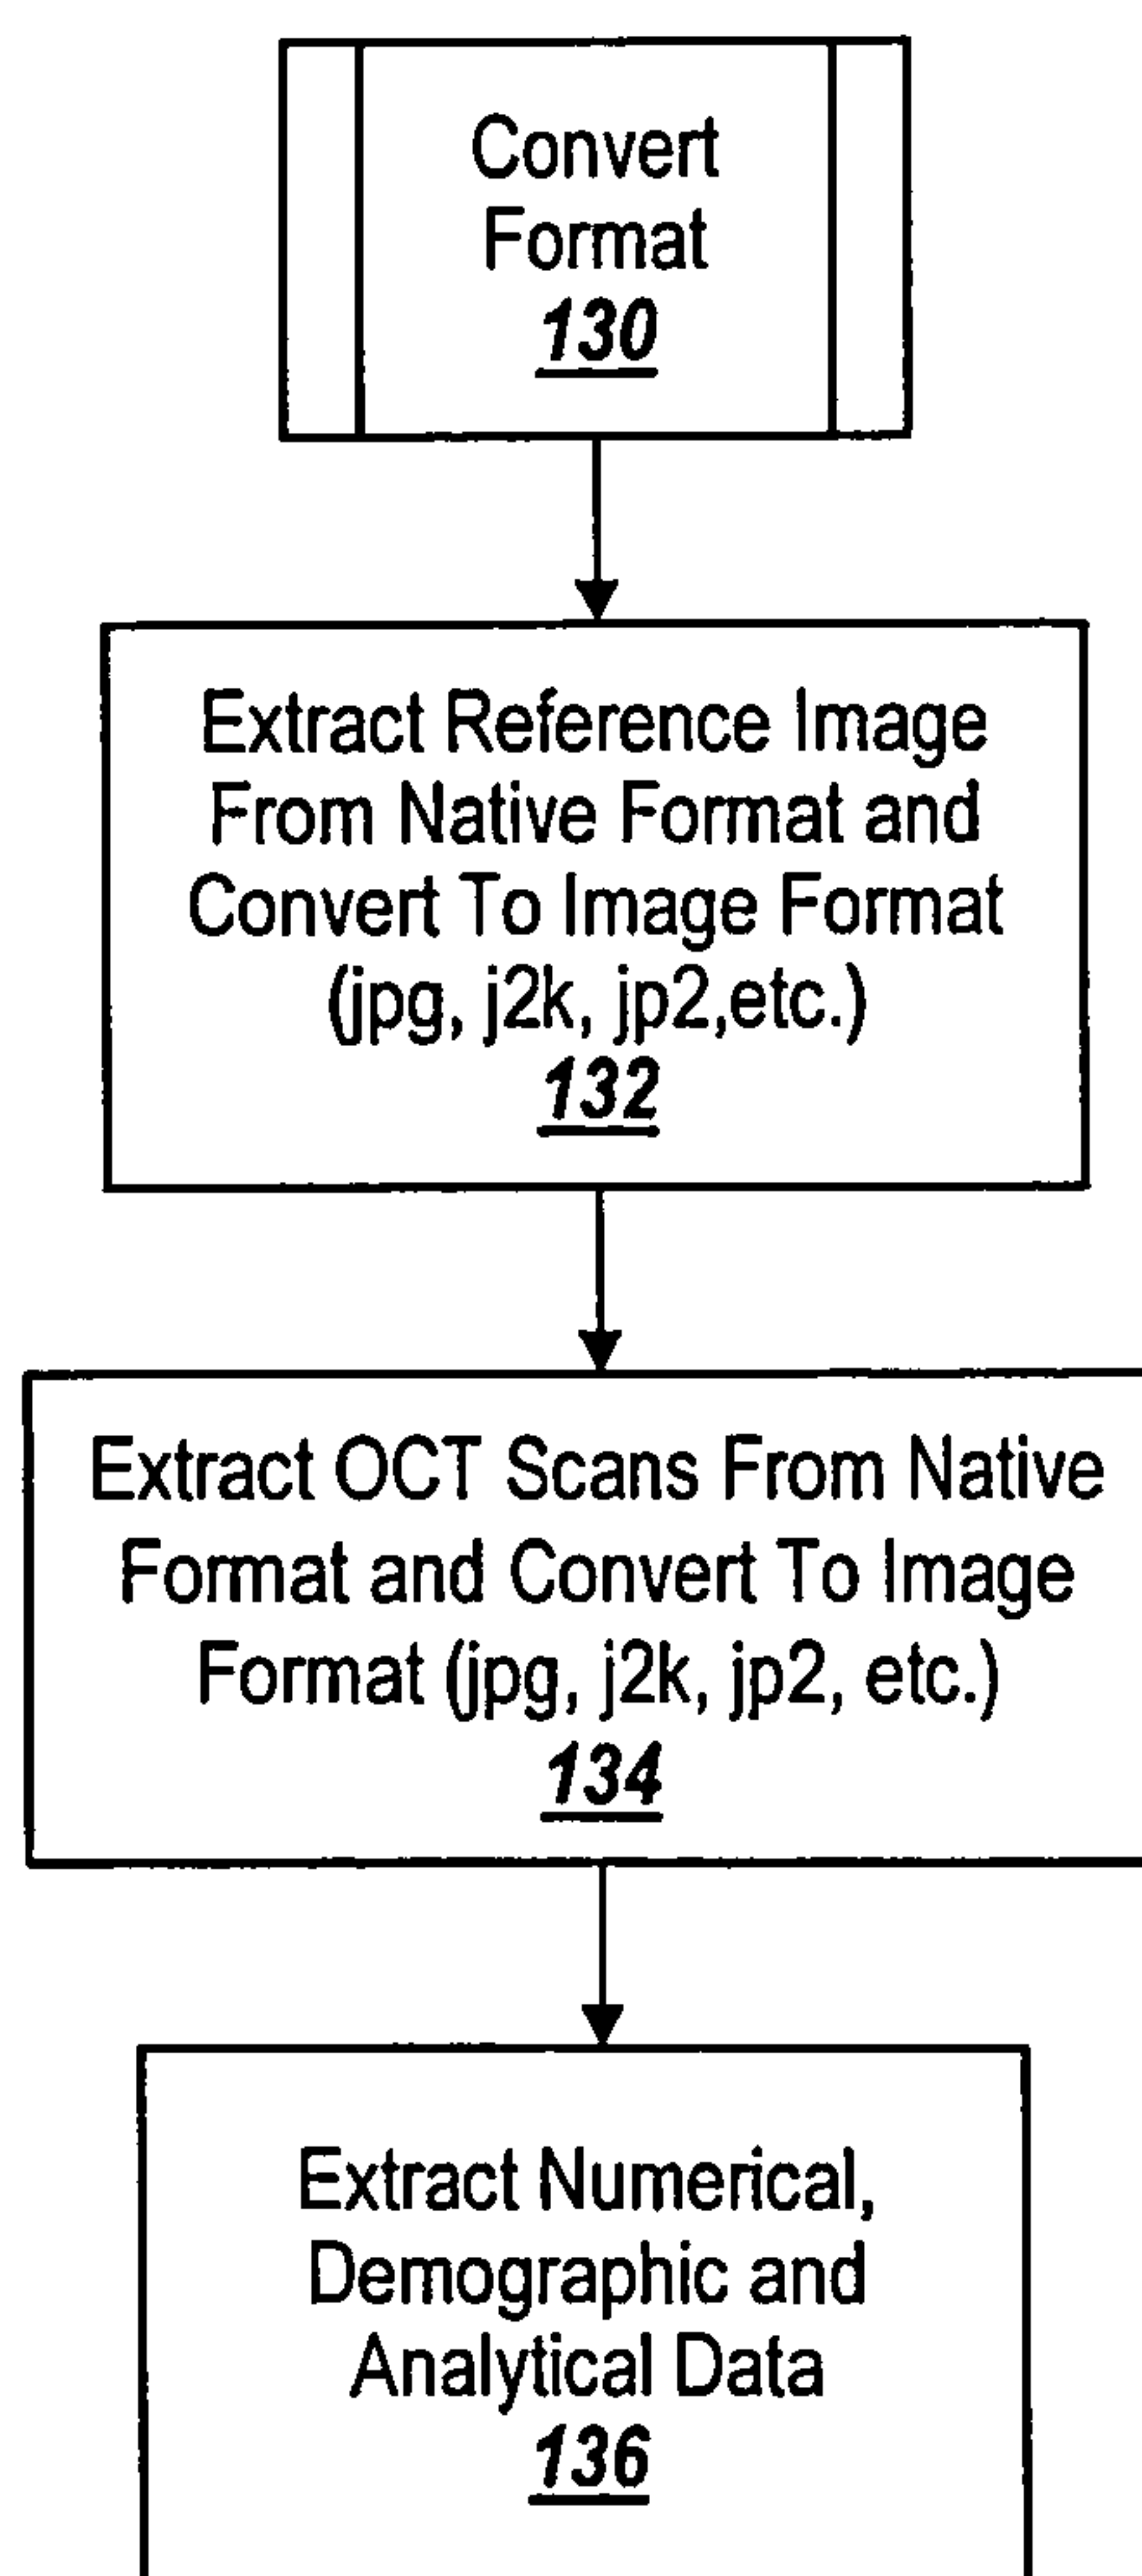 Convert
Format
130
Extract Reference Image
From Native Format and
Convert To Image Format
(jpg, j2k, jp2,etc.)
132
Extract OCT Scans From Native
Format and Convert To Image
Format (jpg, j2k, jp2, etc.)
134
Extract Numerical,
Demographic and
Analytical Data
136